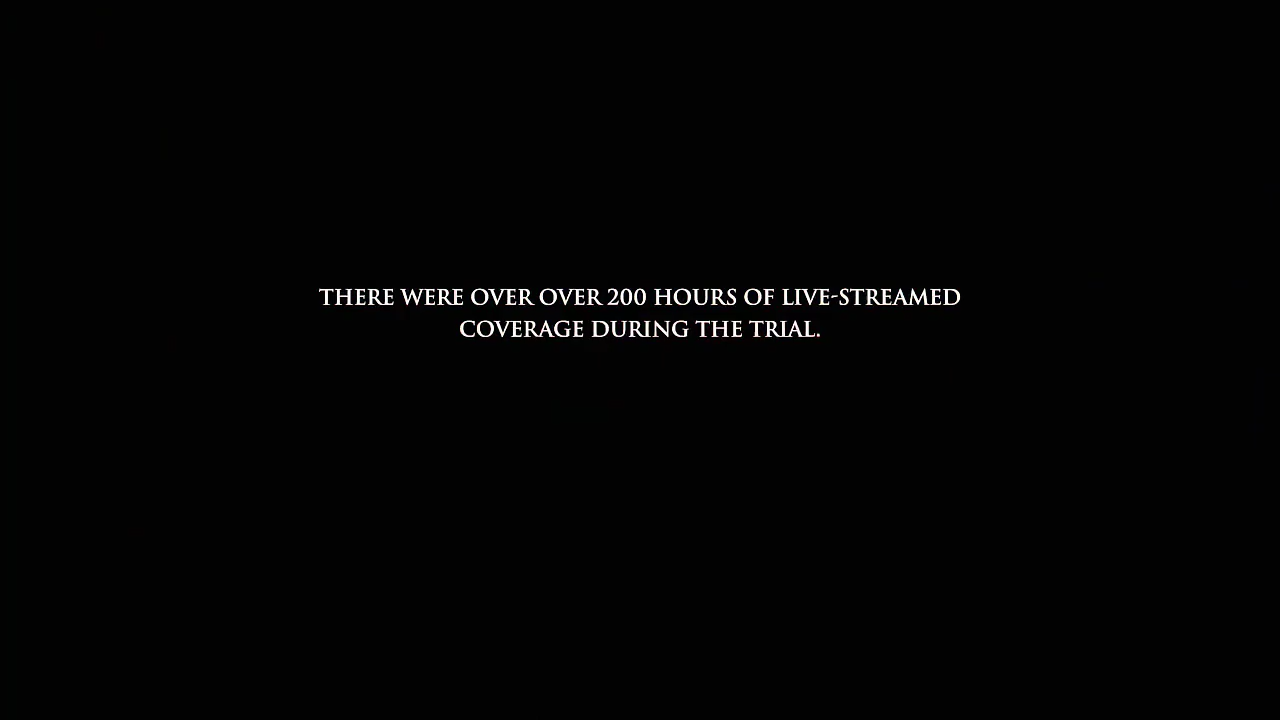 THERE WERE OVER OVER 200 HOURS OF LIVE-STREAMED
COVERAGE DURING THE TRIAL.